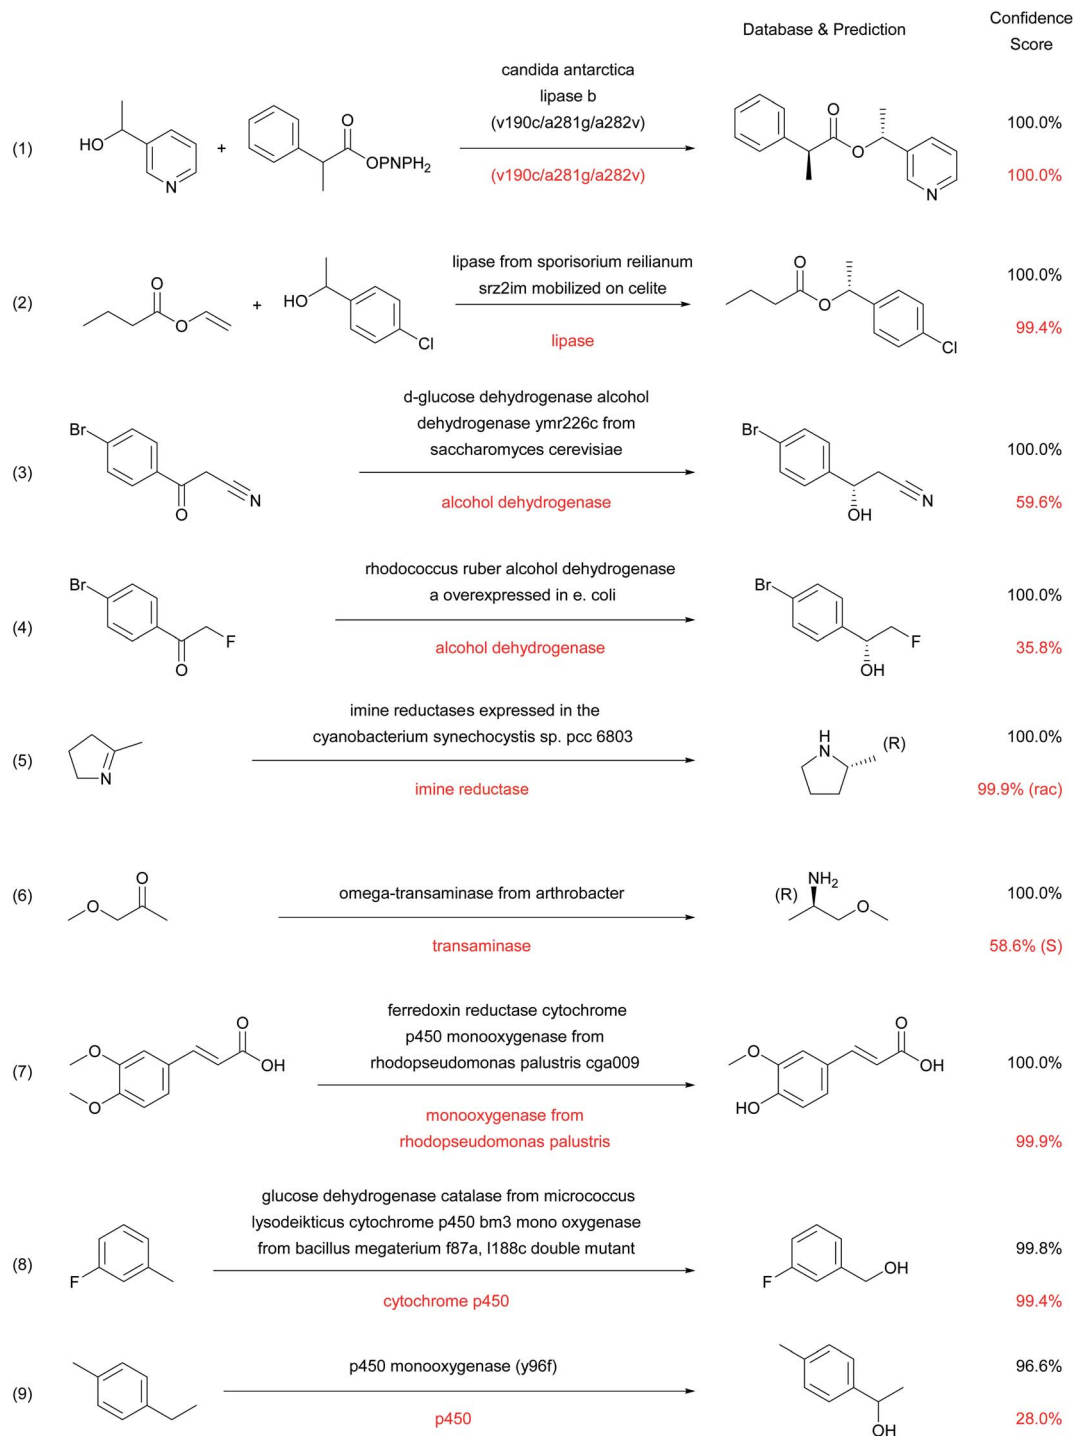 Database & Prediction
Confidence
Score
(1)
HO
N
+
O
OPNPH2
candida antarctica
lipase b
(v190c/a281g/a282v)
(v190c/a281g/a282v)
O
O
N
100.0%
100.0%
(2)
O
O
+
HO
Cl
lipase from sporisorium reilianum
srz2im mobilized on celite
lipase
O
O
Cl
100.0%
99.4%
(3)
Br
O
N
d-glucose dehydrogenase alcohol
dehydrogenase ymr226c from
saccharomyces cerevisiae
alcohol dehydrogenase
Br
OH
N
100.0%
59.6%
(4)
Br
O
F
rhodococcus ruber alcohol dehydrogenase
a overexpressed in e. coli
alcohol dehydrogenase
Br
OH
F
100.0%
35.8%
(5)
N
imine reductases expressed in the
cyanobacterium synechocystis sp. pcc 6803
imine reductase
H
N
(R)
100.0%
99.9% (rac)
(6)
O
O
omega-transaminase from arthrobacter
transaminase
NH2
(R)
O
100.0%
58.6% (S)
(7)
O
O
O
OH
ferredoxin reductase cytochrome
p450 monooxygenase from
rhodopseudomonas palustris cga009
monooxygenase from
rhodopseudomonas palustris
O
O
OH
HO
100.0%
99.9%
(8)
F
glucose dehydrogenase catalase from micrococcus
lysodeikticus cytochrome p450 bm3 mono oxygenase
from bacillus megaterium f87a, l188c double mutant
cytochrome p450
F
OH
99.8%
99.4%
(9)
p450 monooxygenase (y96f)
p450
OH
96.6%
28.0%